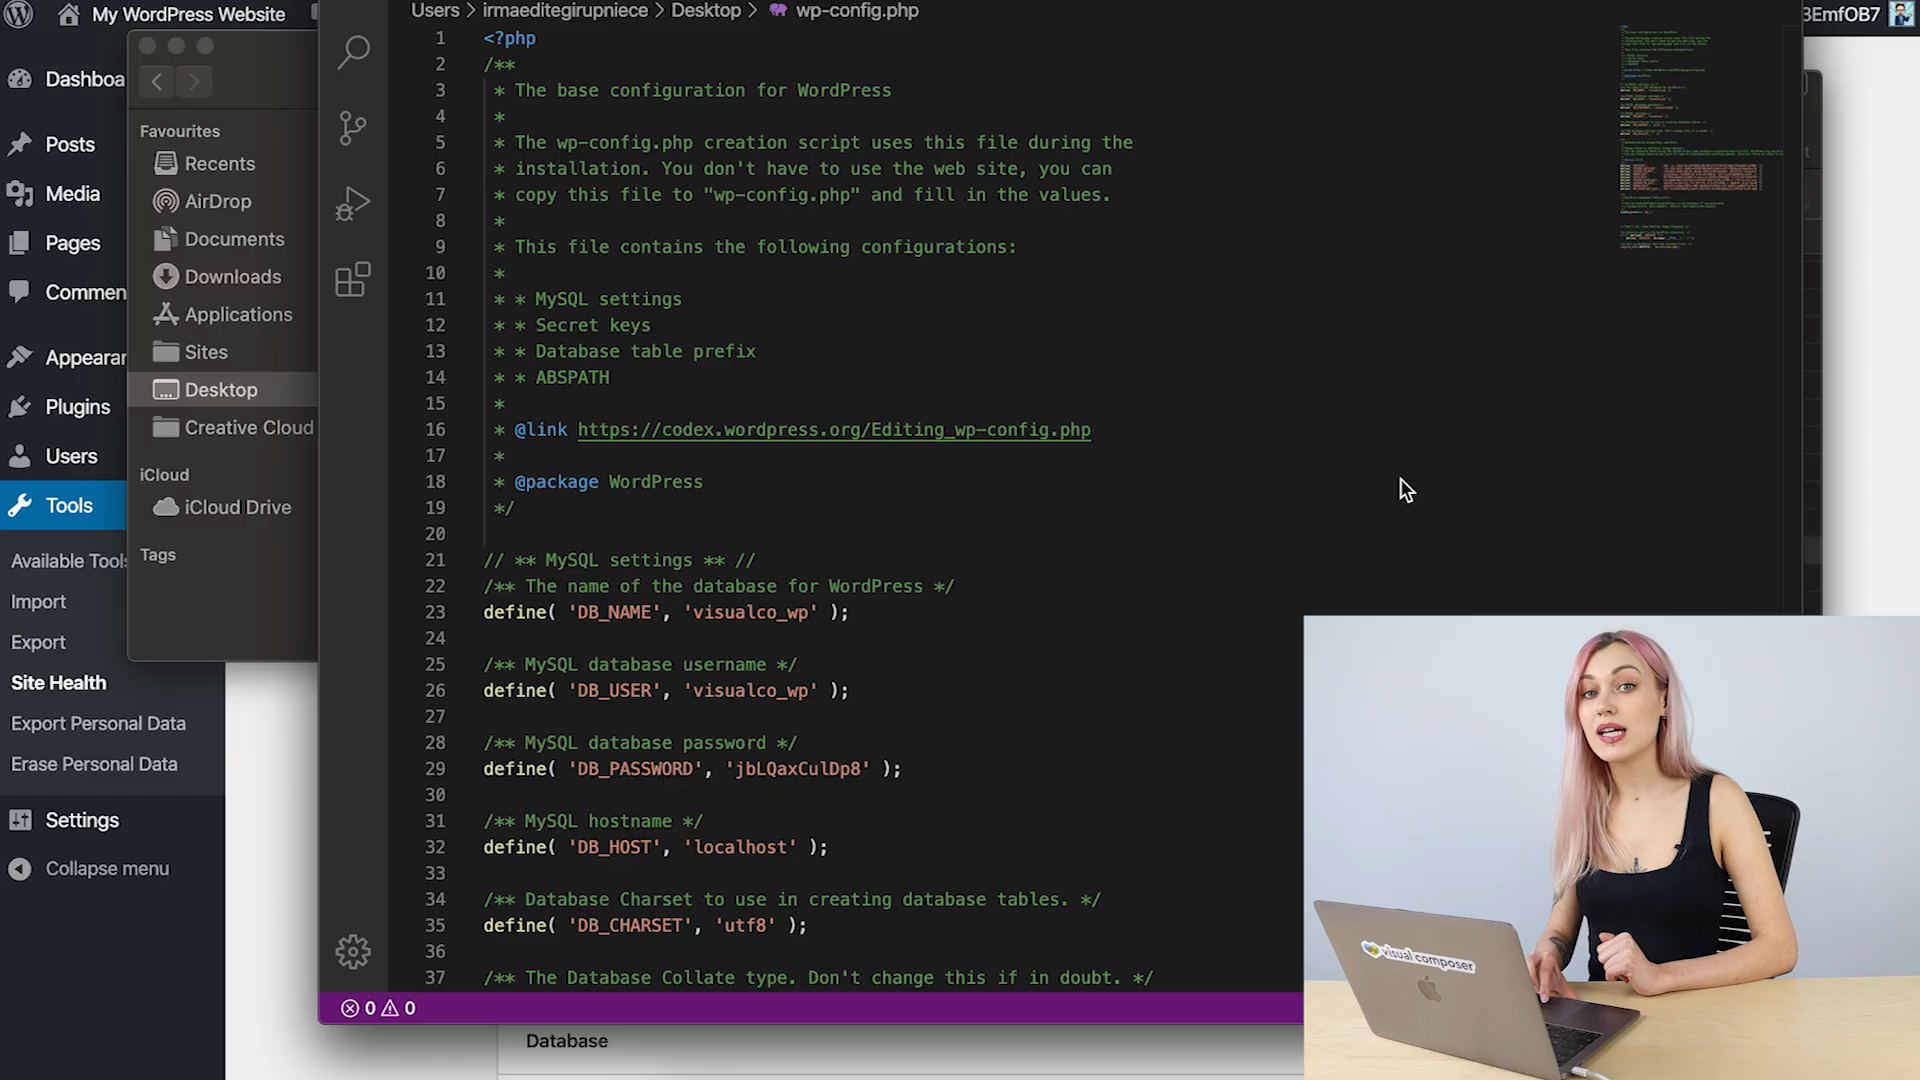 My WordPress Website
3EmfOB7
Dashboa
Posts
Media
Pages
Commen
Appearan
Plugins
Users
Tools
Available Tools
Import
Export
Site Health
Export Personal Data
Erase Personal Data
Settings
Collapse menu
Favourites
Recents
AirDrop
Documents
Downloads
Applications
Sites
Desktop
Creative Cloud
iCloud
iCloud Drive
Tags
Users > irmaeditegirupniece > Desktop > wp-config.php
1 <?php
2 /**
3 * The base configuration for WordPress
4 *
5 * The wp-config.php creation script uses this file during the
6 * installation. You don't have to use the web site, you can
7 * copy this file to "wp-config.php" and fill in the values.
8 *
9 * This file contains the following configurations:
10 *
11 * * MySQL settings
12 * * Secret keys
13 * * Database table prefix
14 * * ABSPATH
15 *
16 * @link https://codex.wordpress.org/Editing_wp-config.php
17 *
18 * @package WordPress
19 */
20
21 // ** MySQL settings ** //
22 /** The name of the database for WordPress */
23 define( 'DB_NAME', 'visualco_wp' );
24
25 /** MySQL database username */
26 define( 'DB_USER', 'visualco_wp' );
27
28 /** MySQL database password */
29 define( 'DB_PASSWORD', 'jbLQaxCulDp8' );
30
31 /** MySQL hostname */
32 define( 'DB_HOST', 'localhost' );
33
34 /** Database Charset to use in creating database tables. */
35 define( 'DB_CHARSET', 'utf8' );
36
37 /** The Database Collate type. Don't change this if in doubt. */
0 0
Database
visual composer